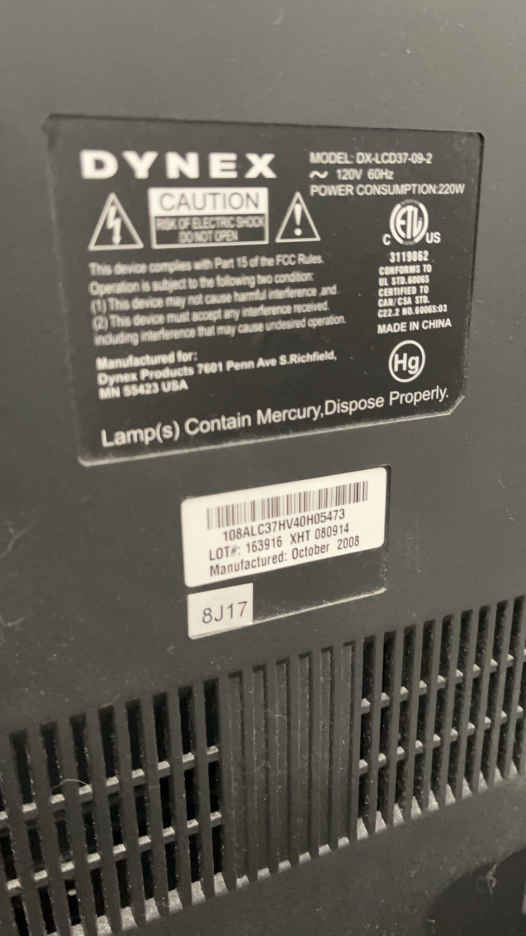 DYNEX
MODEL: DX-LCD37-09-2
~ 120V 60Hz
POWER CONSUMPTION:220W
CAUTION
RISK OF ELECTRIC SHOCK
DO NOT OPEN
This device complies with Part 15 of the FCC Rules.
Operation is subject to the following two condition:
(1) This device may not cause harmful interference ,and
(2) This device must accept any interference received.
including interference that may cause undesired operation.
Manufactured for:
Dynex Products 7601 Penn Ave S.Richfield,
MN 55423 USA
C ETL US
3119862
CONFORMS TO
UL STD.60065
CERTIFIED TO
CAN/CSA STD.
C22.2 NO.60065:03
MADE IN CHINA
Hg
Lamp(s) Contain Mercury,Dispose Properly.
108ALC37HV40H05473
LOT#: 163916 XHT 080914
Manufactured: October 2008
8J17